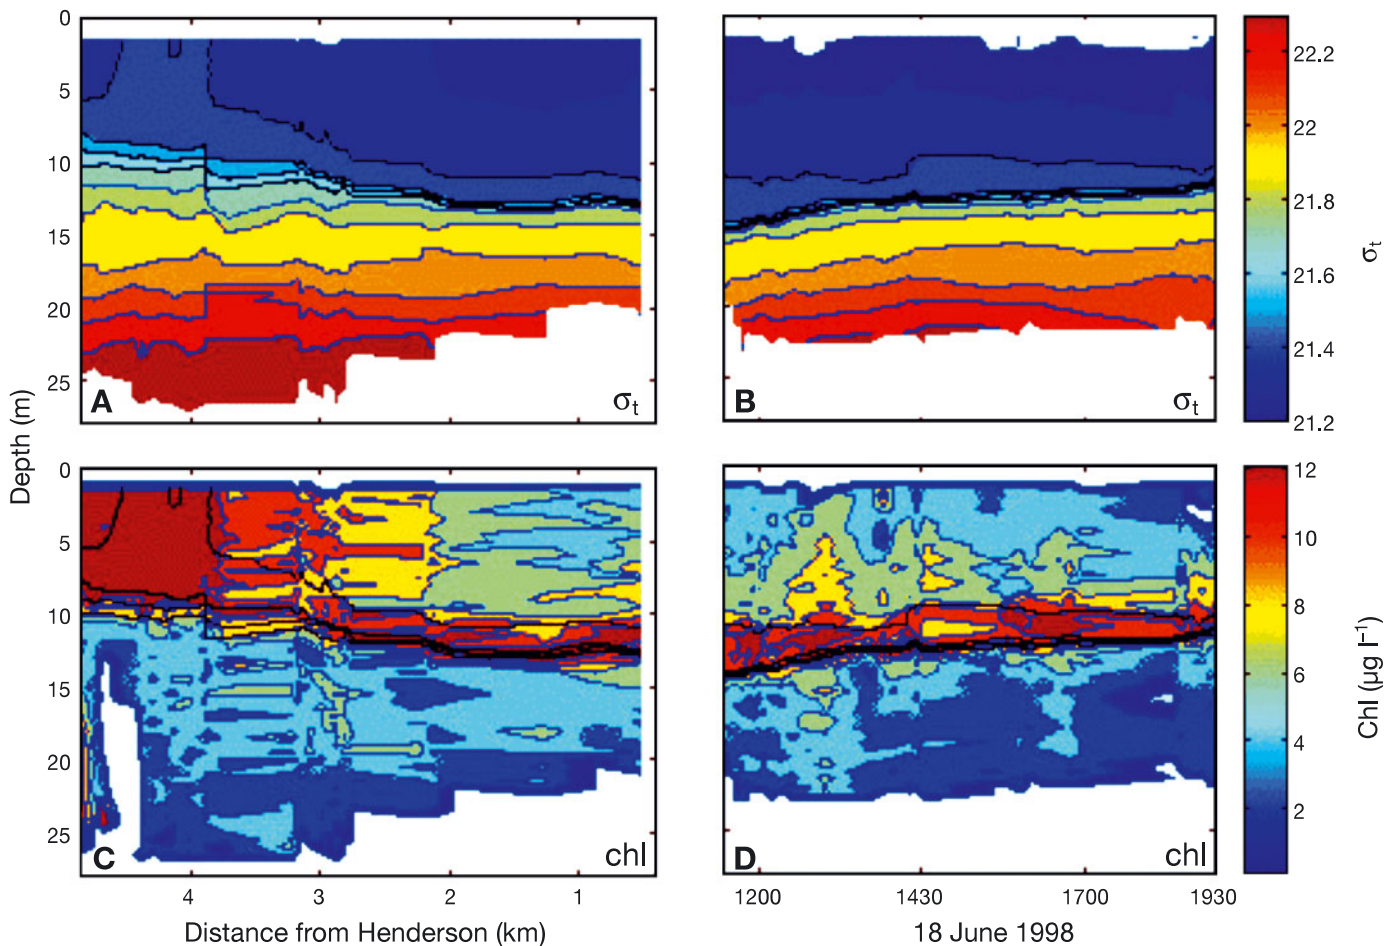 0
5
10
15
20
25
A
σt
B
σt
22.2
22
21.8
21.6
21.4
21.2
σt
Depth (m)
0
5
10
15
20
25
C
chl
D
chl
12
10
8
6
4
2
Chl (µg l⁻¹)
4 3 2 1
1200 1430 1700 1930
Distance from Henderson (km)
18 June 1998